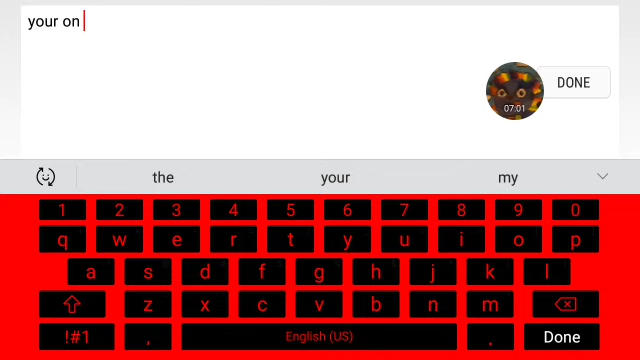 your on
DONE
07:01
the your my
1 2 3 4 5 6 7 8 9 0
q w e r t y u i o p
a s d f g h j k l
z x c v b n m
!#1 , English (US) . Done